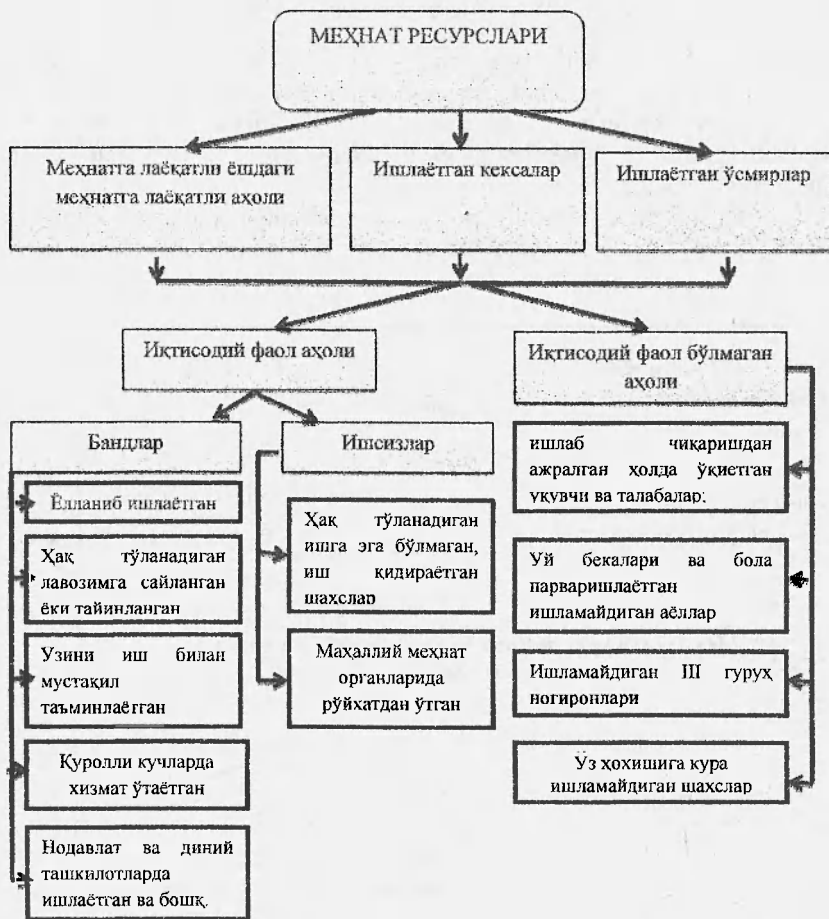 МЕҲНАТ РЕСУРСЛАРИ
Меҳнатга лаёқатли ёшдаги
меҳнатга лаёқатли аҳоли
Ишлаётган кексалар
Ишлаётган ўсмирлар
Иқтисодий фаол аҳоли
Иқтисодий фаол бўлмаган
аҳоли
Бандлар
Ёлланиб ишлаётган
Ҳақ тўланадиган
лавозимга сайланган
ёки тайинланган
Узини иш билан
мустақил
таъминлаётган
Қуролли кучларда
хизмат ўтаётган
Нодавлат ва диний
ташкилотларда
ишлаётган ва бошқ.
Ишсизлар
Ҳақ тўланадиган
ишга эга бўлмаган,
иш қидираётган
шахслар
Маҳаллий меҳнат
органларида
рўйхатдан ўтган
ишлаб чиқаришдан
ажралган ҳолда ўқиетган
уқувчи ва талабалар;
Уй бекалари ва бола
парваришлаётган
ишламайдиган аёллар
Ишламайдиган III гуруҳ
ногиронлари
Уз ҳохишига кура
ишламайдиган шахслар